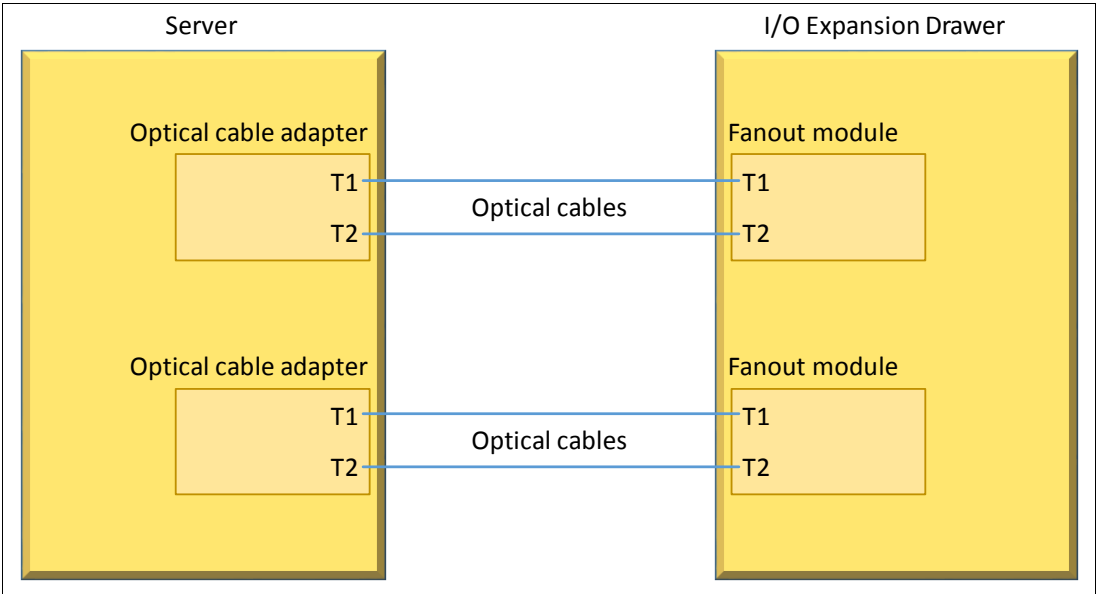 Server
I/O Expansion Drawer
Optical cable adapter
Fanout module
T1
T1
Optical cables
T2
T2
Optical cable adapter
Fanout module
T1
T1
Optical cables
T2
T2